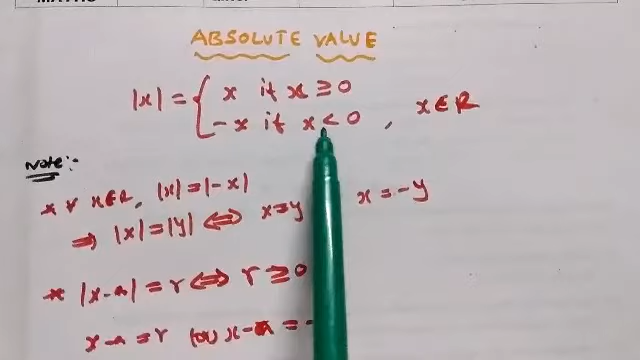 ABSOLUTE VALUE
|x| = { x if x ≥ 0
-x if x < 0 , x∈R
Note:-
* ∀ x∈R, |x| = |-x|
⇒ |x| = |y| ⇔ x=y x = -y
* |x-a| = r ⇔ r ≥ 0
x-a = r (or) x-a = -